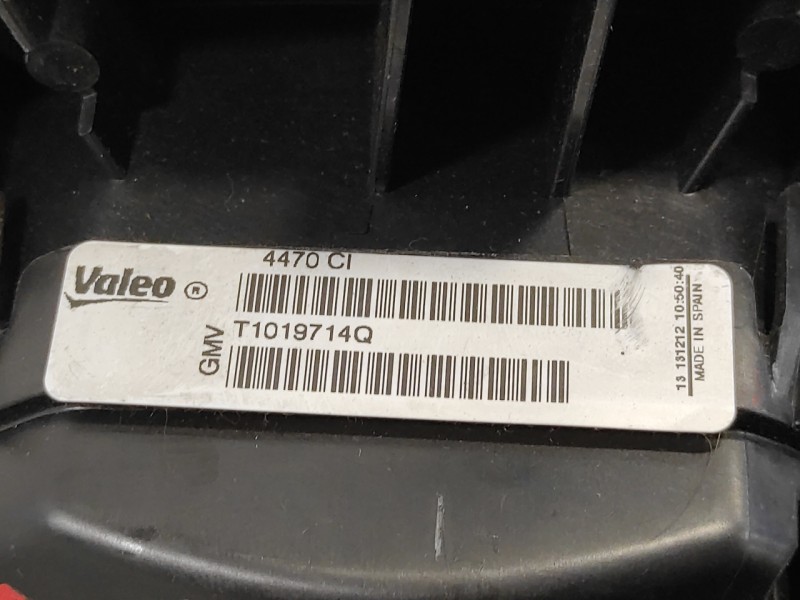 Valeo ®
4470 CI
GMV
T1019714Q
13 131212 10:50:40
MADE IN SPAIN